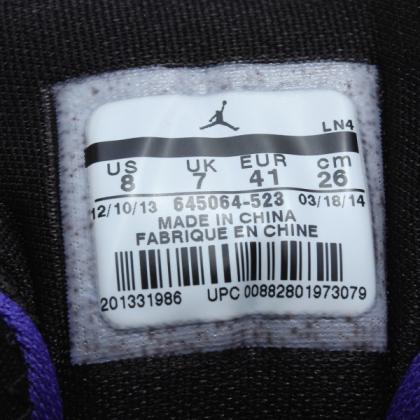 LN4
US UK EUR cm
8 7 41 26
12/10/13 645064-523 03/18/14
MADE IN CHINA
FABRIQUE EN CHINE
201331986 UPC 00882801973079